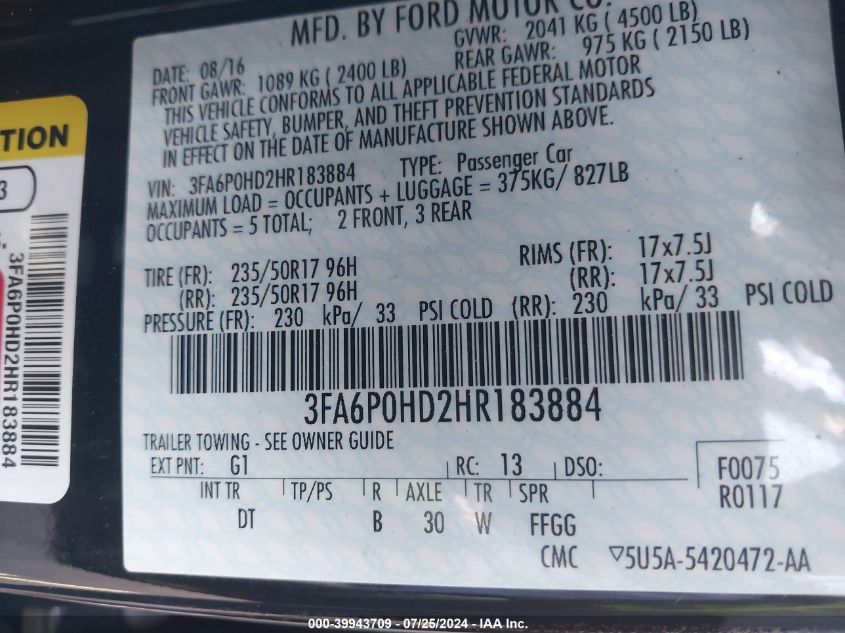 MFD. BY FORD MOTOR CO.
DATE: 08/16 GVWR: 2041 KG ( 4500 LB)
FRONT GAWR: 1089 KG ( 2400 LB) REAR GAWR: 975 KG ( 2150 LB)
THIS VEHICLE CONFORMS TO ALL APPLICABLE FEDERAL MOTOR
VEHICLE SAFETY, BUMPER, AND THEFT PREVENTION STANDARDS
IN EFFECT ON THE DATE OF MANUFACTURE SHOWN ABOVE.
VIN: 3FA6P0HD2HR183884 TYPE: Passenger Car
MAXIMUM LOAD = OCCUPANTS + LUGGAGE = 375KG/ 827LB
OCCUPANTS = 5 TOTAL; 2 FRONT, 3 REAR
TIRE (FR): 235/50R17 96H RIMS (FR): 17x7.5J
(RR): 235/50R17 96H (RR): 17x7.5J
PRESSURE (FR): 230 kPa/ 33 PSI COLD (RR): 230 kPa/ 33 PSI COLD
3FA6P0HD2HR183884
TRAILER TOWING - SEE OWNER GUIDE
EXT PNT: G1 RC: 13 DSO: F0075
INT TR TP/PS R AXLE TR SPR R0117
DT B 30 W FFGG
CMC ▽5U5A-5420472-AA
TION
3
3FA6P0HD2HR183884
000-39943709 - 07/25/2024 - IAA Inc.